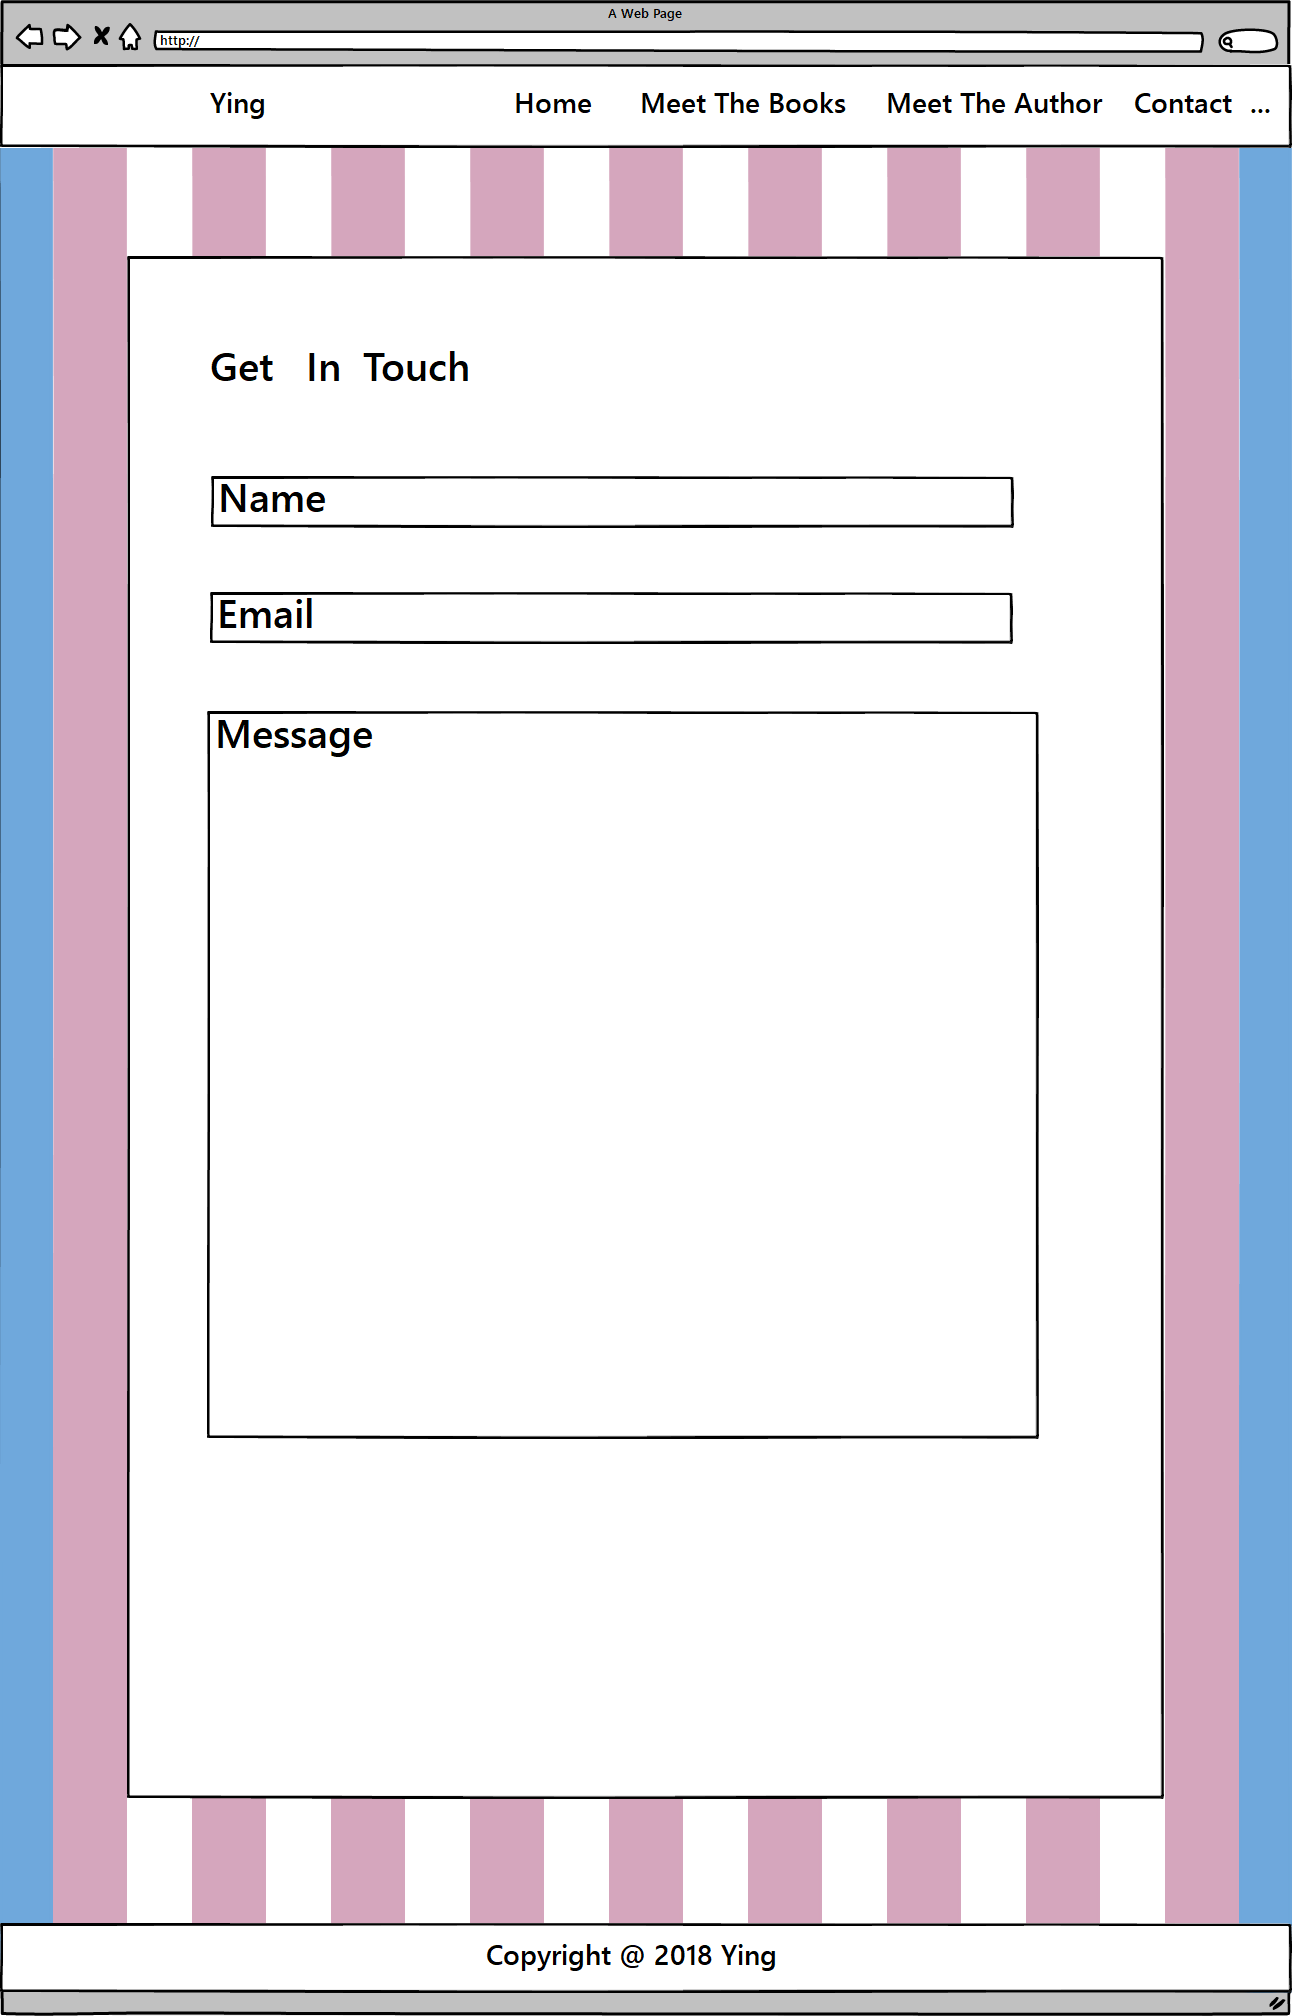 A Web Page
http://
Ying Home Meet The Books Meet The Author Contact ...
Get In Touch
Name
Email
Message
Copyright @ 2018 Ying